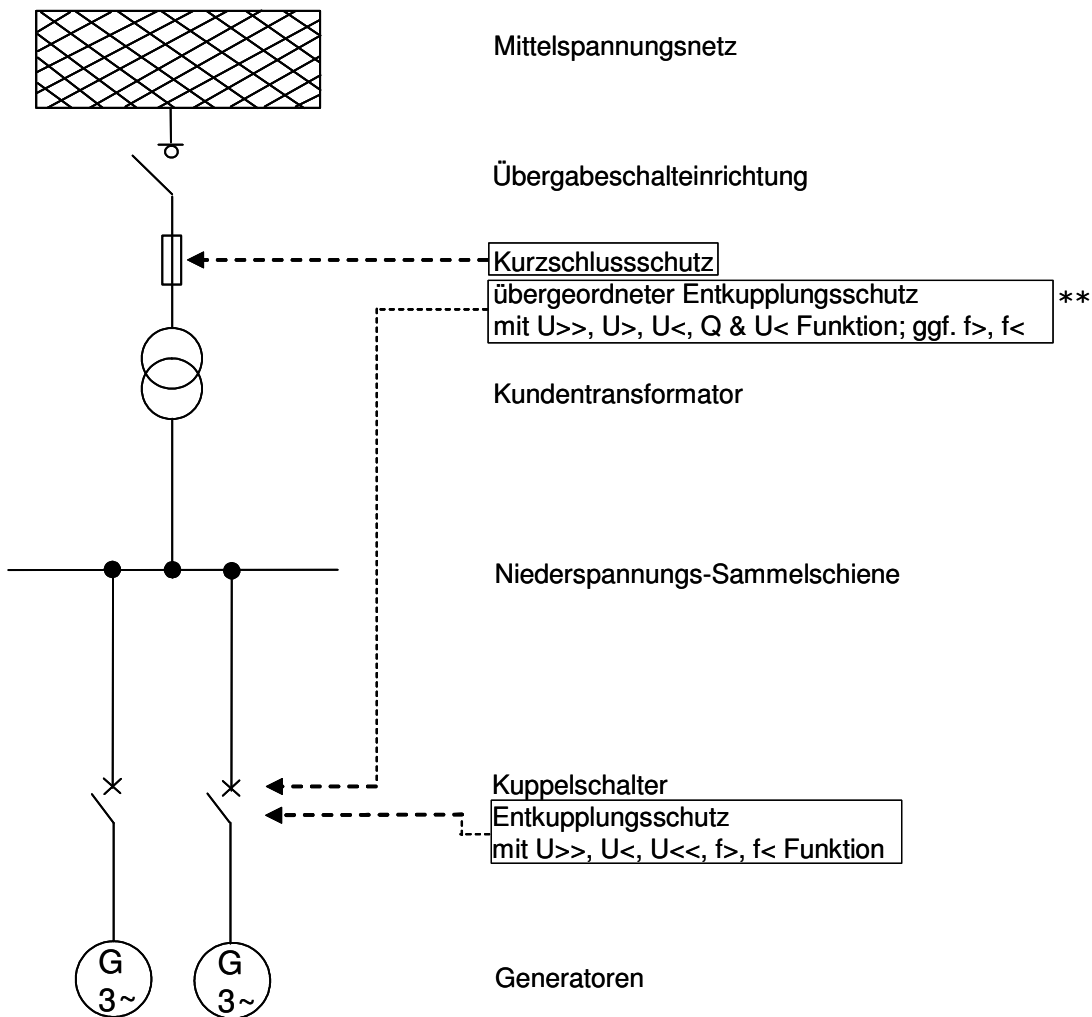 Mittelspannungsnetz
Übergabeschalteinrichtung
Kurzschlussschutz
übergeordneter Entkupplungsschutz **
mit U>>, U>, U<, Q & U< Funktion; ggf. f>, f<
Kundentransformator
Niederspannungs-Sammelschiene
Kuppelschalter
Entkupplungsschutz
mit U>>, U<, U<<, f>, f< Funktion
G G
3~ 3~
Generatoren